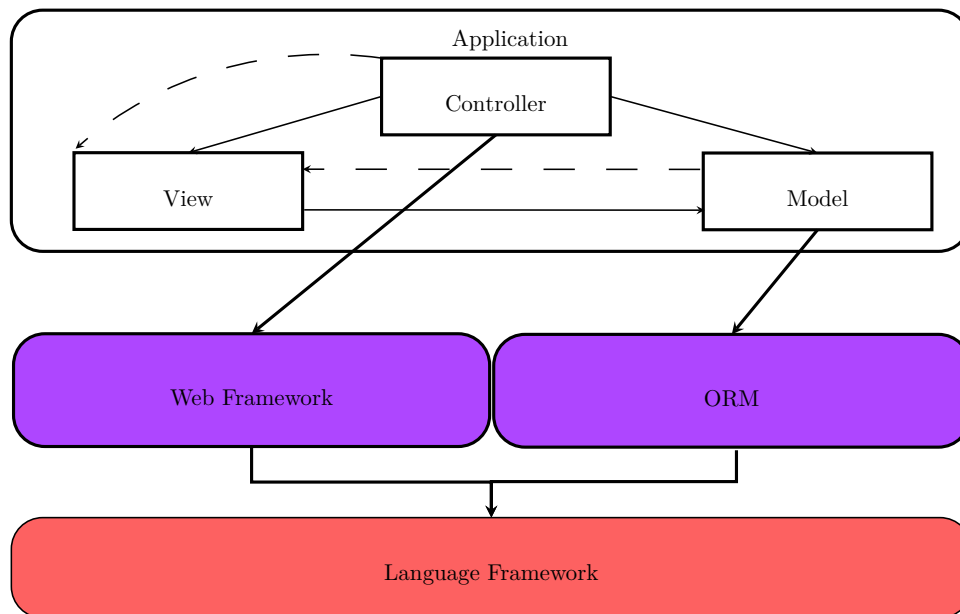 Application
Controller
View
Model
Web Framework
ORM
Language Framework